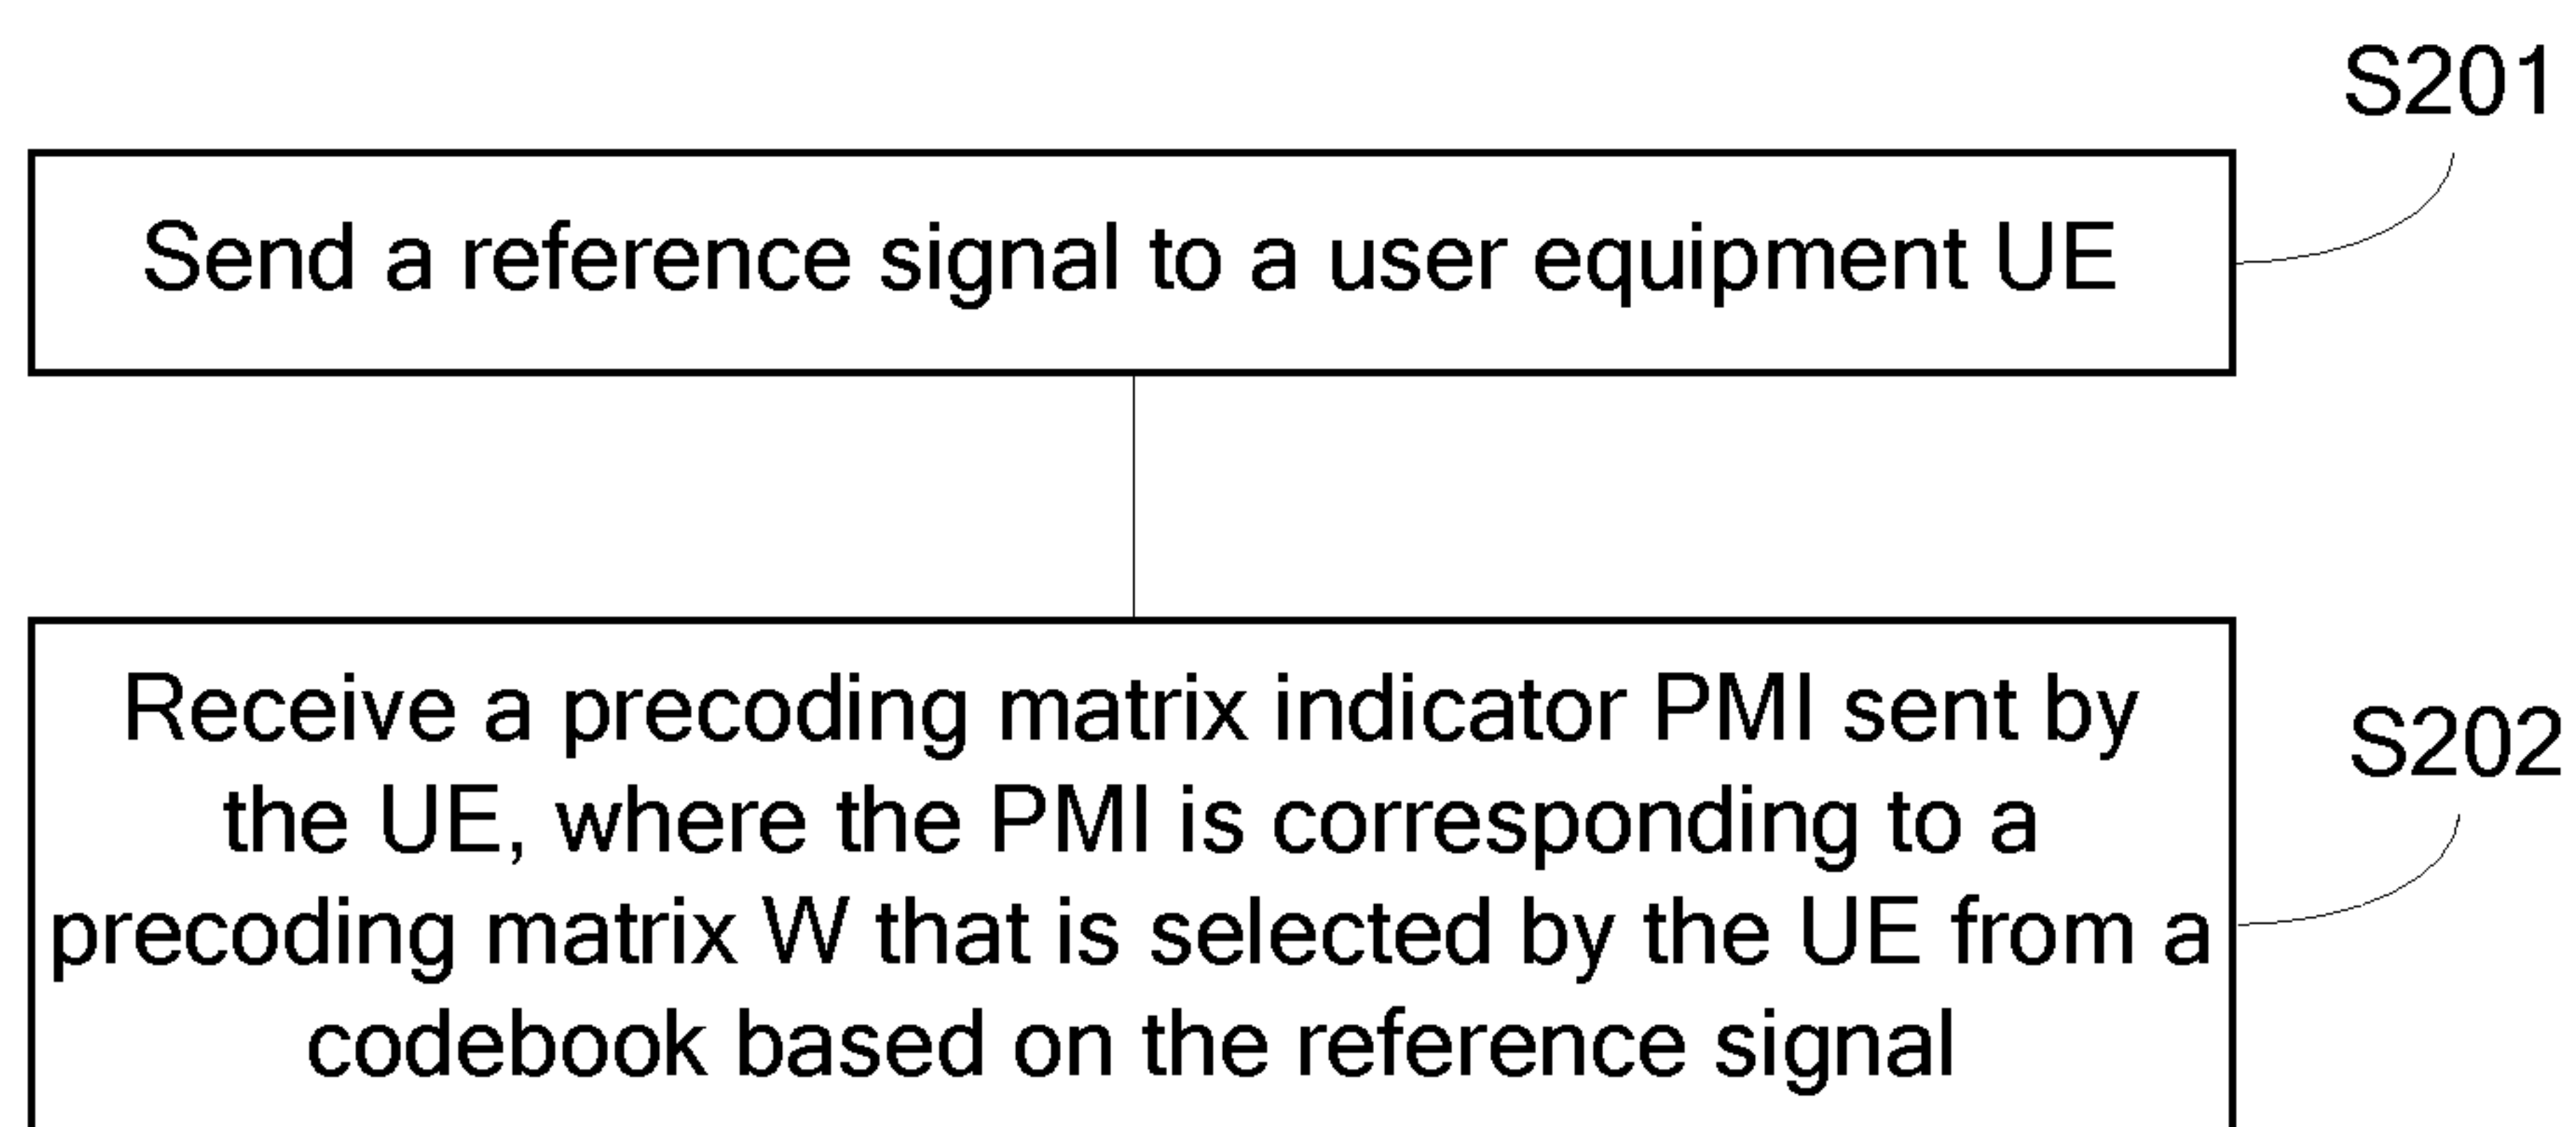 S201
Send a reference signal to a user equipment UE
Receive a precoding matrix indicator PMI sent by
the UE, where the PMI is corresponding to a
S202
precoding matrix W that is selected by the UE from a
codebook based on the reference signal